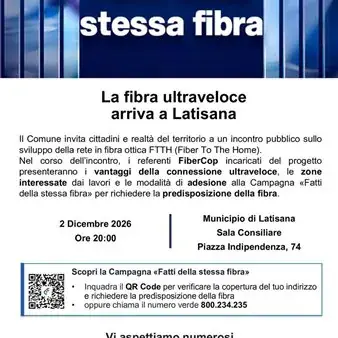 stessa fibra
La fibra ultraveloce
arriva a Latisana
Il Comune invita cittadini e realtà del territorio a un incontro pubblico sullo
sviluppo della rete in fibra ottica FTTH (Fiber To The Home).
Nel corso dell'incontro, i referenti FiberCop incaricati del progetto
presenteranno i vantaggi della connessione ultraveloce, le zone
interessate dai lavori e le modalità di adesione alla Campagna «Fatti
della stessa fibra» per richiedere la predisposizione della fibra.
2 Dicembre 2026
Ore 20:00
Municipio di Latisana
Sala Consiliare
Piazza Indipendenza, 74
Scopri la Campagna «Fatti della stessa fibra»
• Inquadra il QR Code per verificare la copertura del tuo indirizzo
e richiedere la predisposizione della fibra
• oppure chiama il numero verde 800.234.235
Vi aspettiamo numerosi